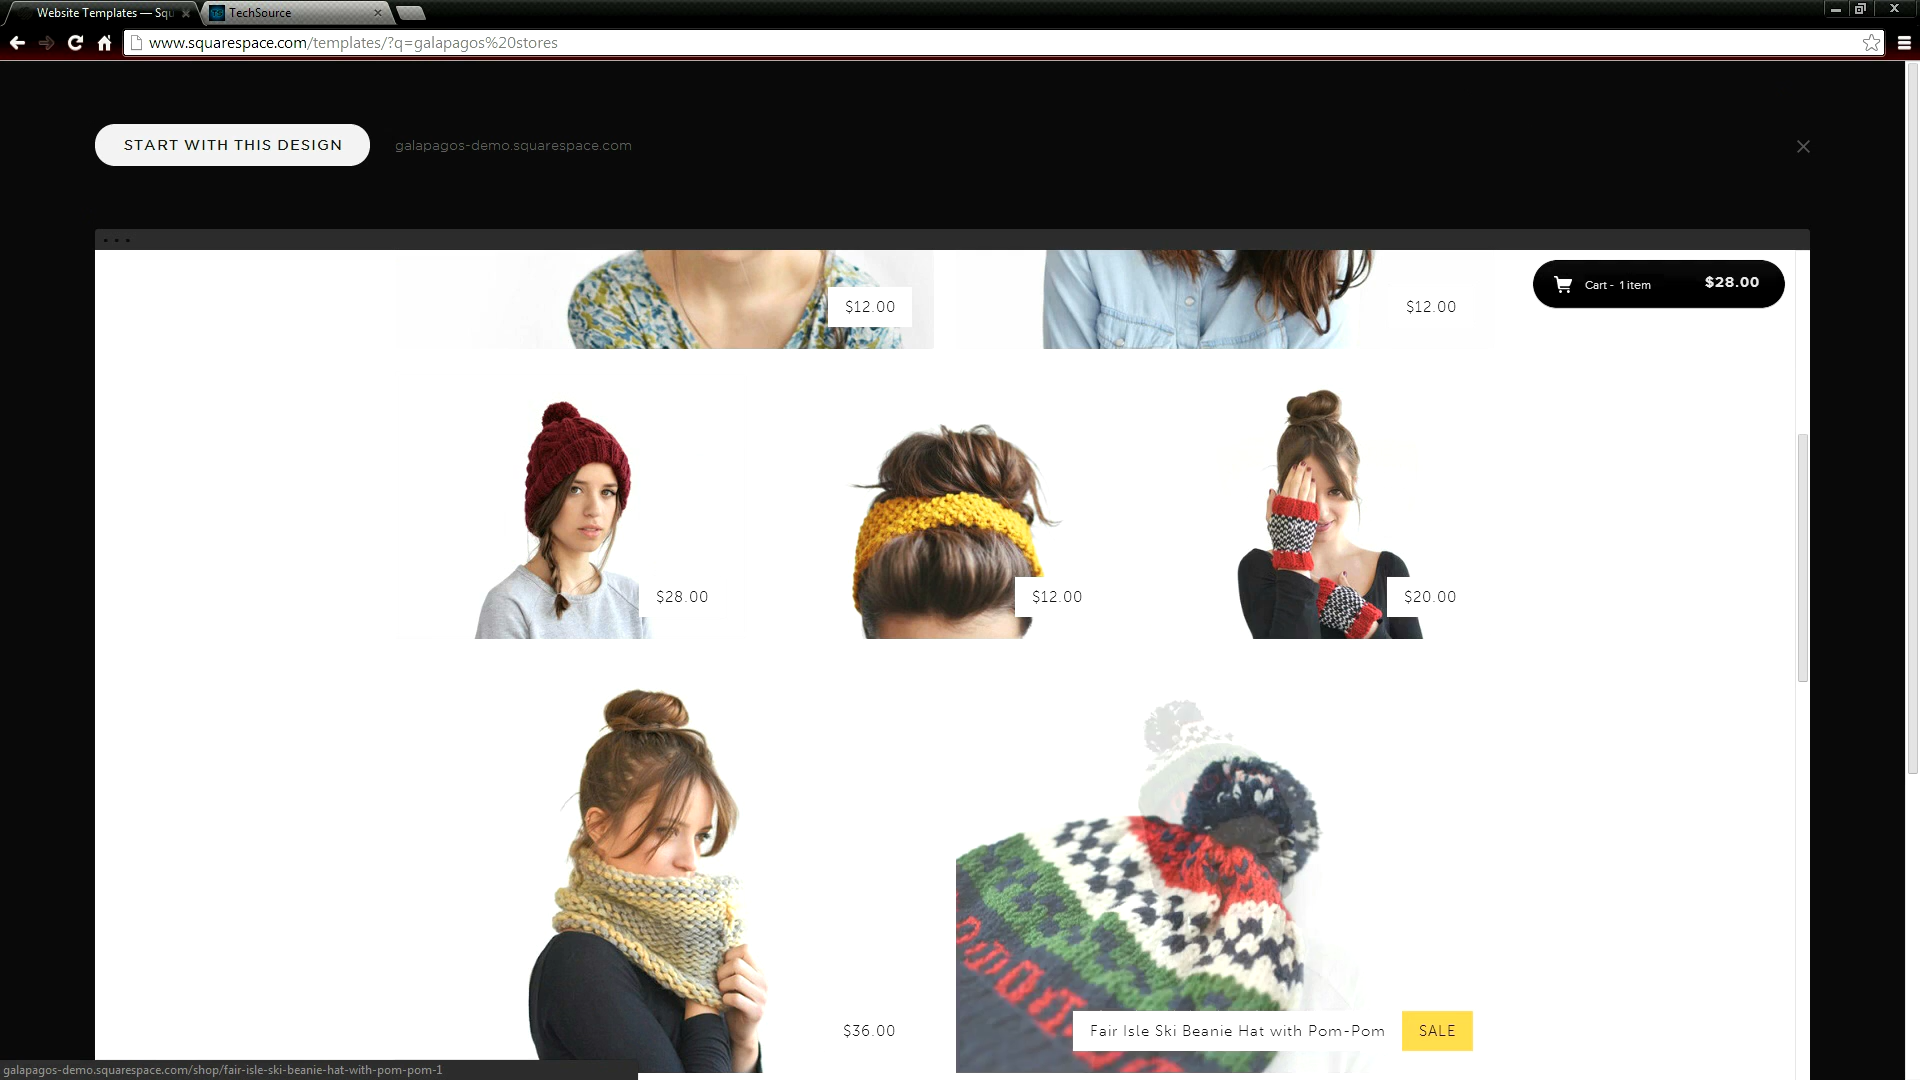 Website Templates — Squ
TechSource
www.squarespace.com/templates/?q=galapagos%20stores
START WITH THIS DESIGN
galapagos-demo.squarespace.com
Cart - 1 item $28.00
$12.00
$12.00
$28.00
$12.00
$20.00
$36.00
Fair Isle Ski Beanie Hat with Pom-Pom
SALE
galapagos-demo.squarespace.com/shop/fair-isle-ski-beanie-hat-with-pom-pom-1